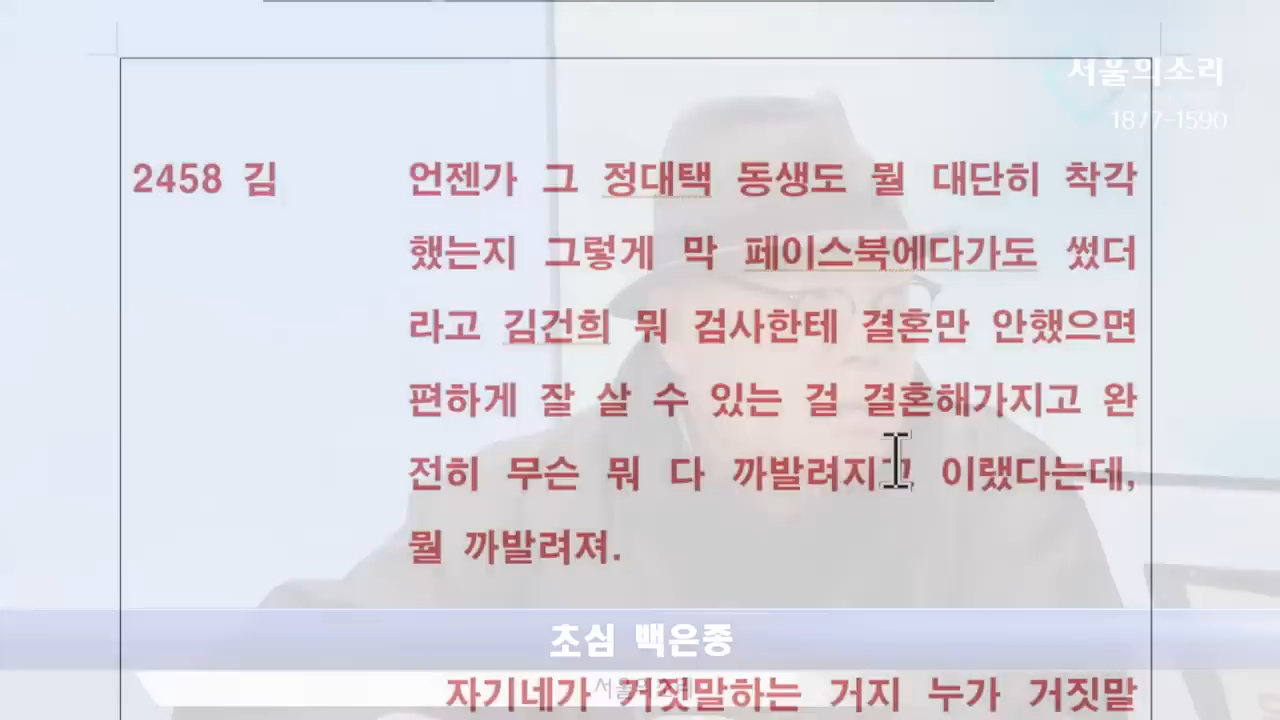 서울의소리
1877-1590
2458 김 언젠가 그 정대택 동생도 뭘 대단히 착각
했는지 그렇게 막 페이스북에다가도 썼더
라고 김건희 뭐 검사한테 결혼만 안했으면
편하게 잘 살 수 있는 걸 결혼해가지고 완
전히 무슨 뭐 다 까발려지고 이랬다는데,
뭘 까발려져.
초심 백은종
서울의소리
자기네가 거짓말하는 거지 누가 거짓말